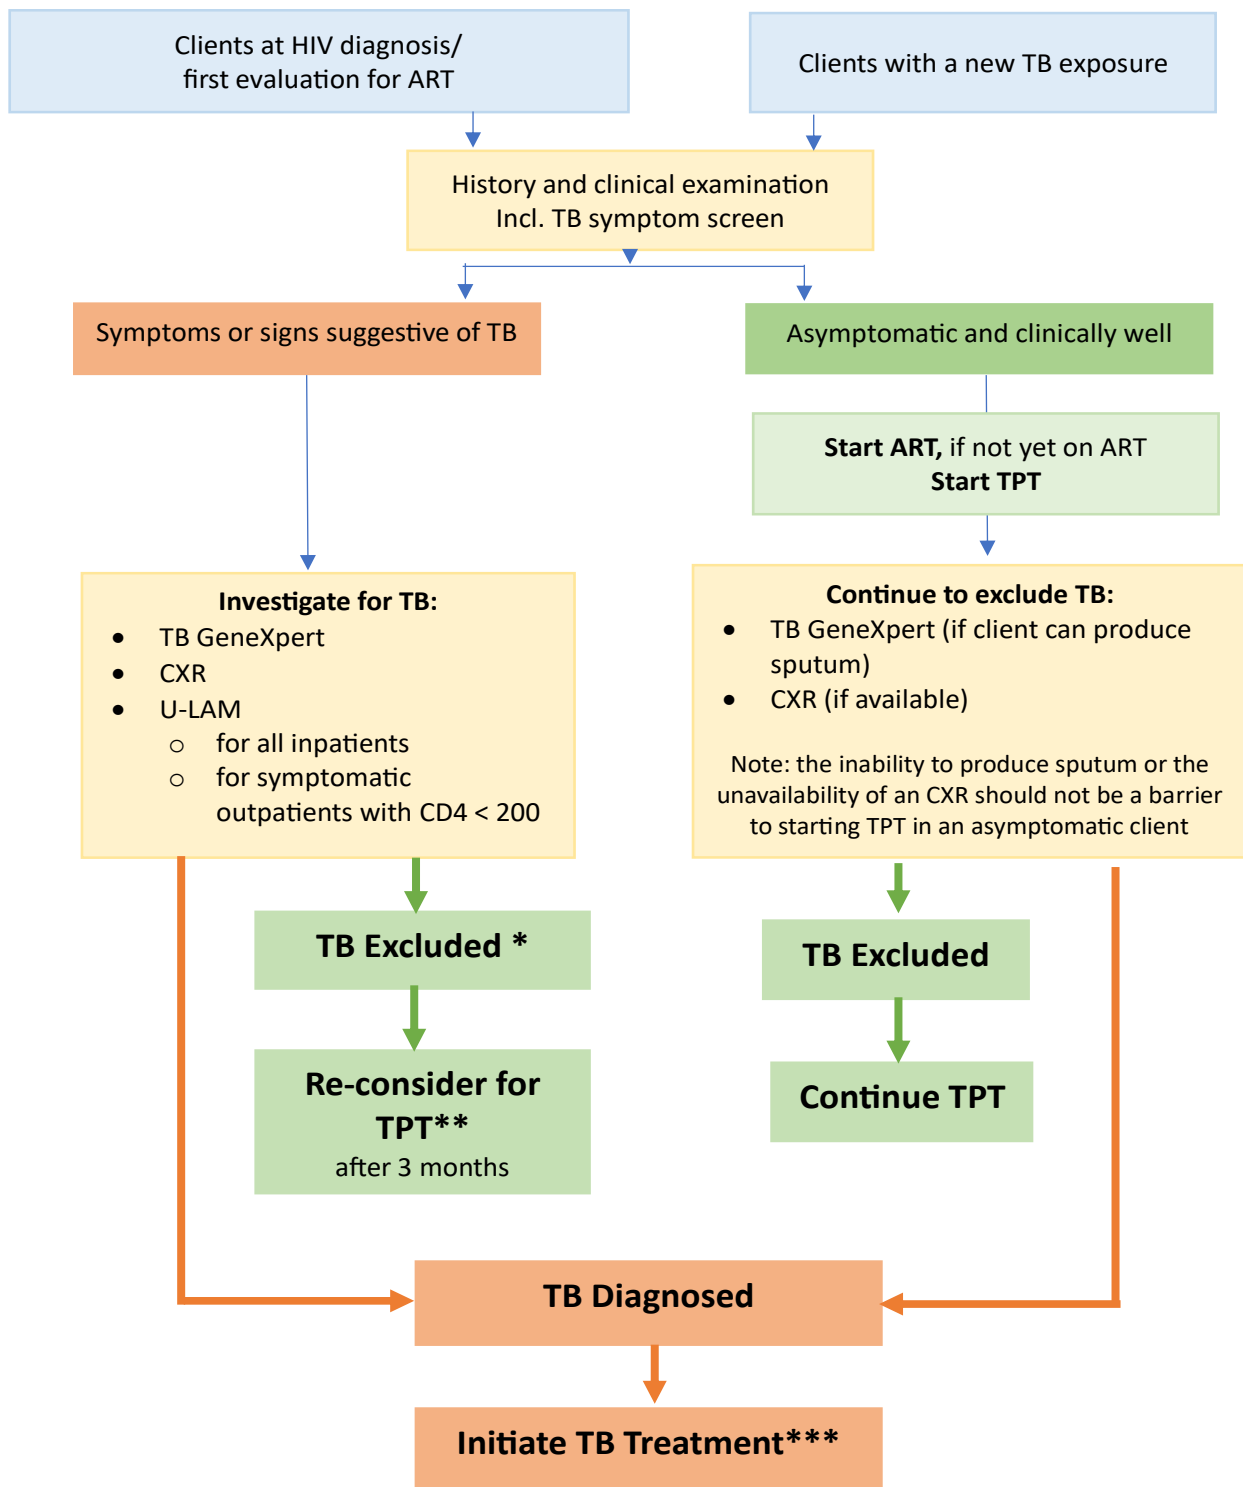 Clients at HIV diagnosis/
first evaluation for ART
Clients with a new TB exposure
History and clinical examination
Incl. TB symptom screen
Symptoms or signs suggestive of TB
Asymptomatic and clinically well
Start ART, if not yet on ART
Start TPT
Investigate for TB:
• TB GeneXpert
• CXR
• U-LAM
o for all inpatients
o for symptomatic
outpatients with CD4 < 200
Continue to exclude TB:
• TB GeneXpert (if client can produce
sputum)
• CXR (if available)
Note: the inability to produce sputum or the
unavailability of an CXR should not be a barrier
to starting TPT in an asymptomatic client
TB Excluded *
TB Excluded
Re-consider for
TPT**
after 3 months
Continue TPT
TB Diagnosed
Initiate TB Treatment***